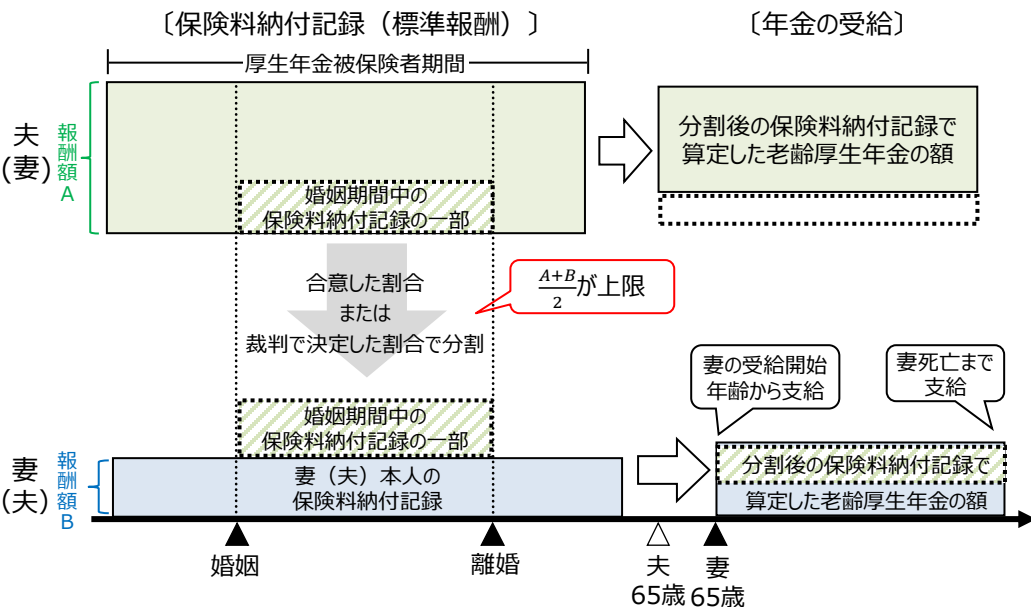 〔保険料納付記録（標準報酬）〕
〔年金の受給〕
厚生年金被保険者期間
夫
(妻)
報酬額A
婚姻期間中の
保険料納付記録の一部
分割後の保険料納付記録で
算定した老齢厚生年金の額
合意した割合
または
裁判で決定した割合で分割
A+B
2
が上限
妻の受給開始
年齢から支給
妻死亡まで
支給
婚姻期間中の
保険料納付記録の一部
妻
(夫)
報酬額B
妻（夫）本人の
保険料納付記録
分割後の保険料納付記録で
算定した老齢厚生年金の額
婚姻
離婚
夫
65歳
妻
65歳